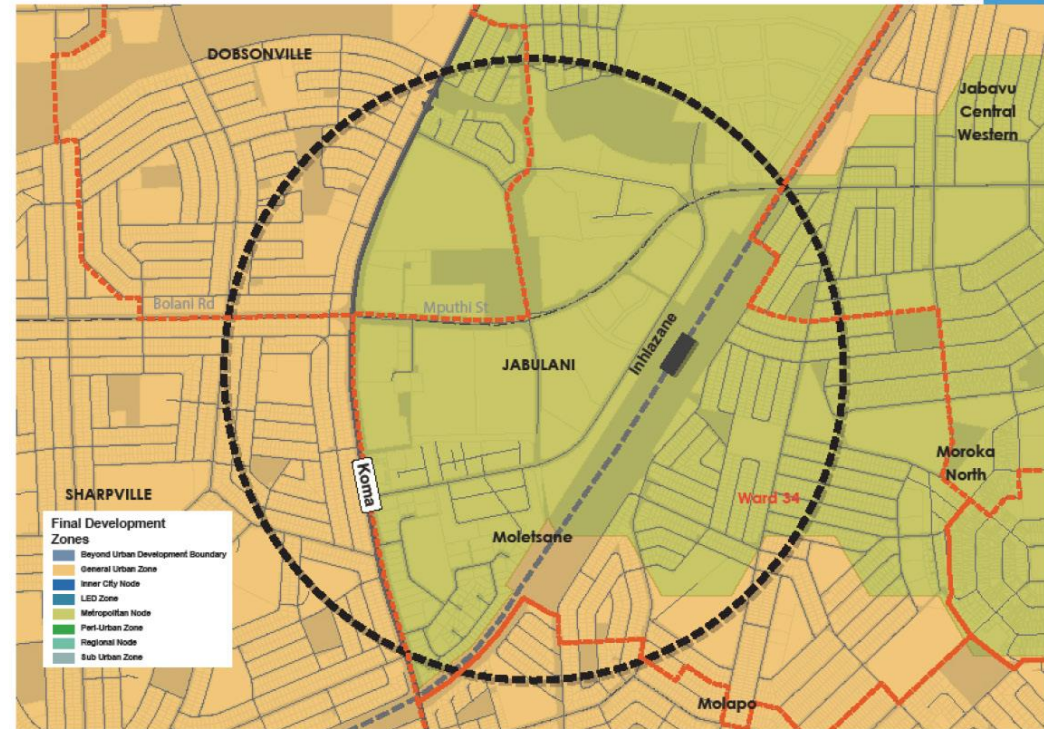 DOBSONVILLE
Jabavu
Central
Western
Bolani Rd
Mputhi St
Inhlazane
JABULANI
Koma
Moroka
North
SHARPVILLE
Ward 34
Moletsane
Final Development
Zones
Beyond Urban Development Boundary
General Urban Zone
Inner City Node
LED Zone
Metropolitan Node
Peri-Urban Zone
Regional Node
Sub Urban Zone
Molapo